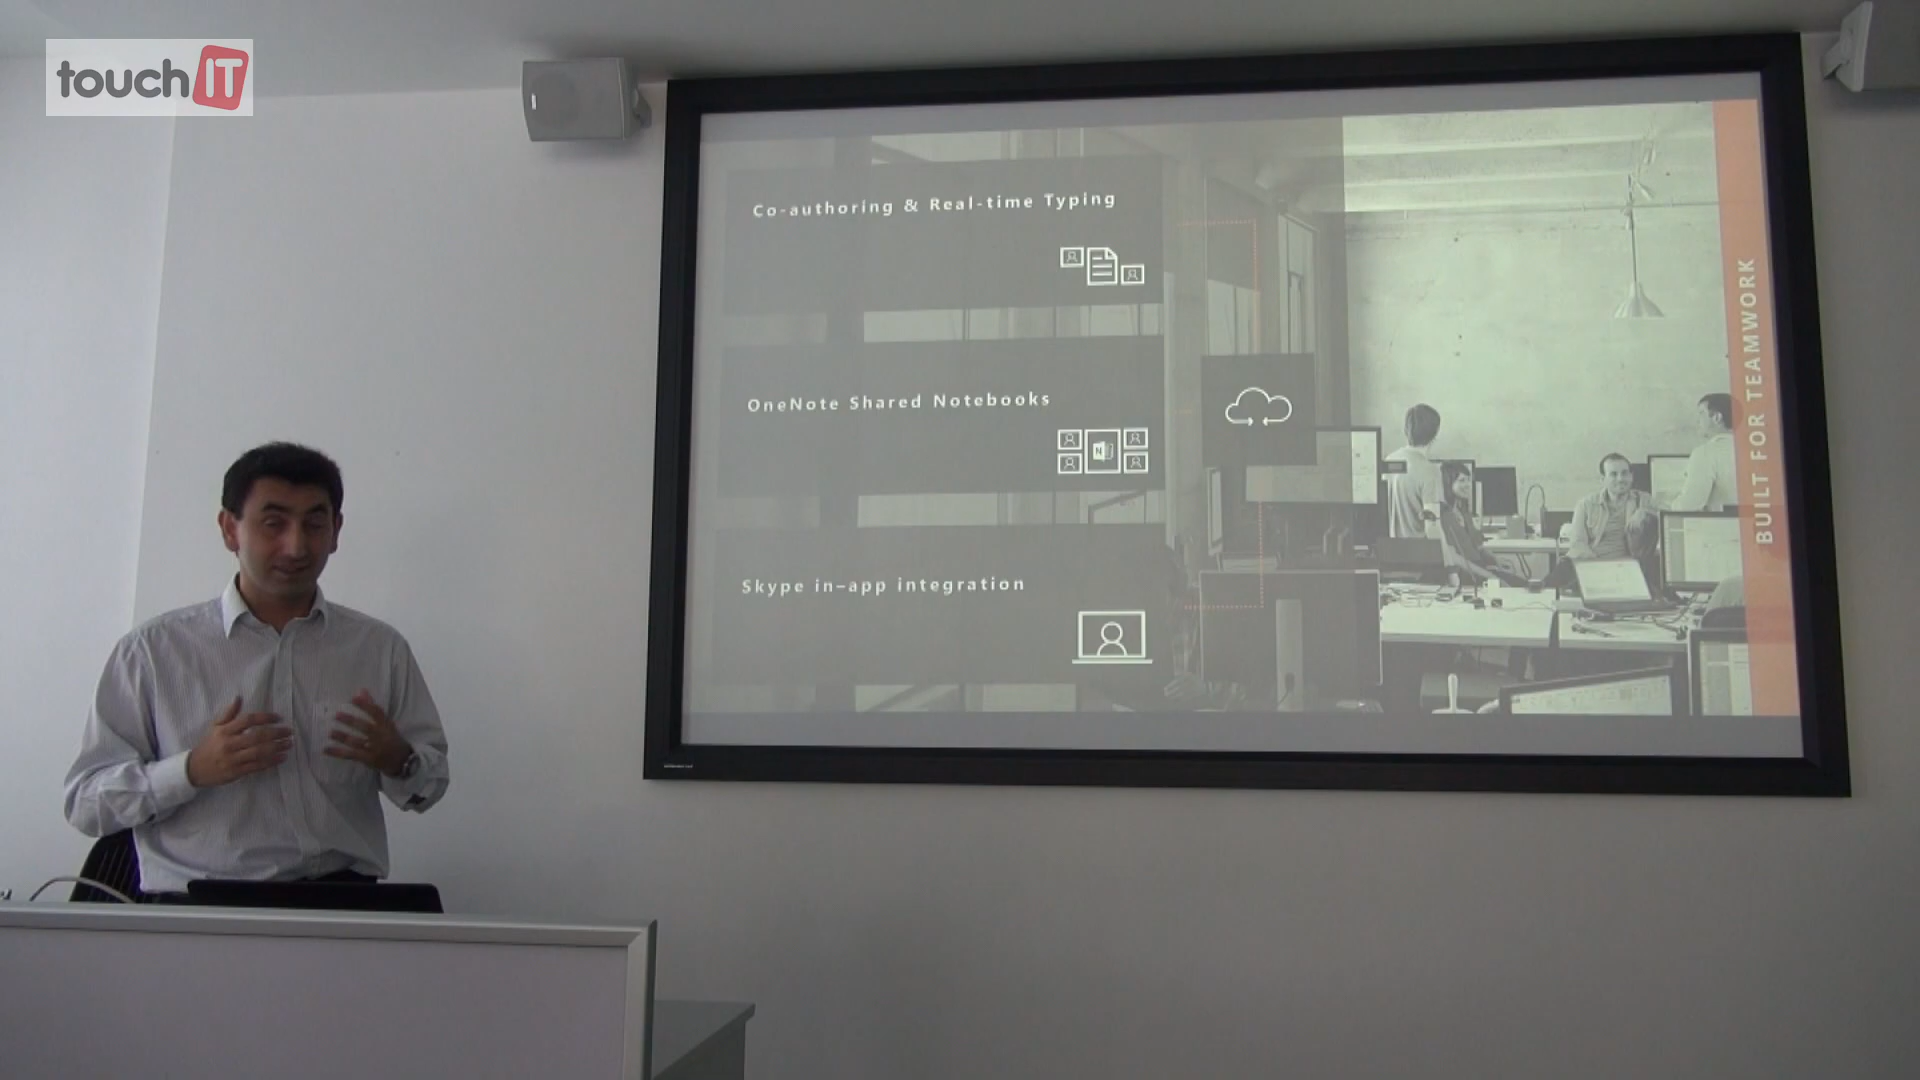 touchIT
Co-authoring & Real-time Typing
OneNote Shared Notebooks
N
Skype in–app integration
BUILT FOR TEAMWORK